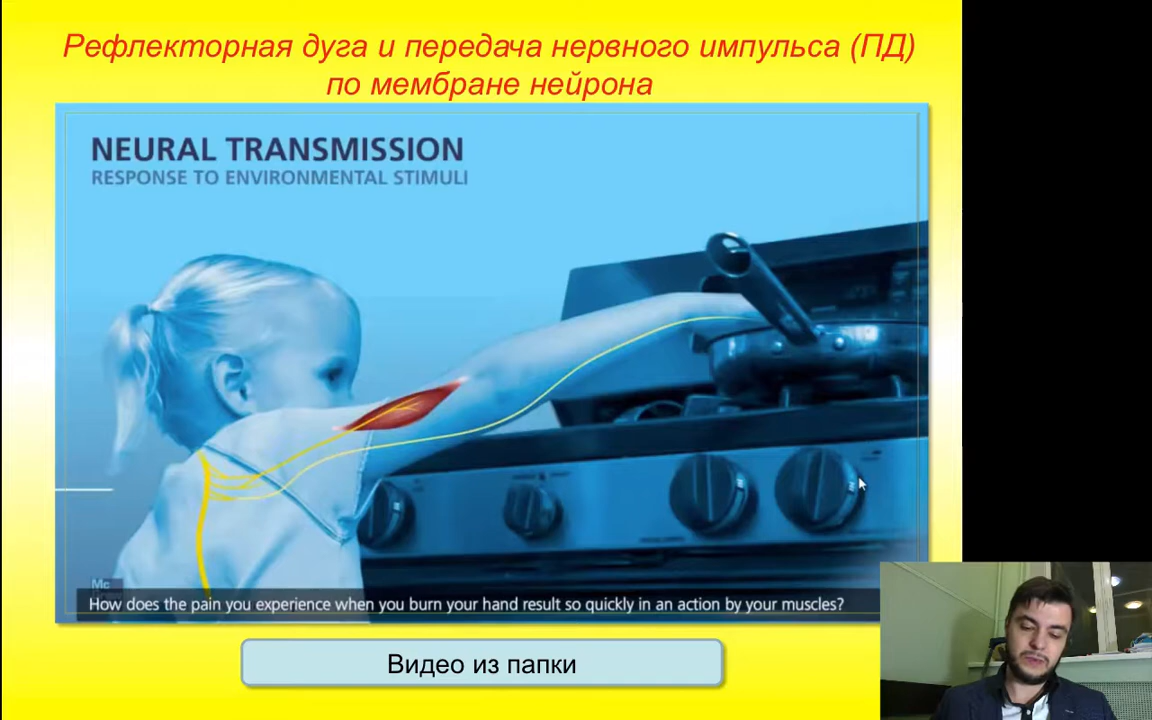 Рефлекторная дуга и передача нервного импульса (ПД)
по мембране нейрона
NEURAL TRANSMISSION
RESPONSE TO ENVIRONMENTAL STIMULI
Mc
How does the pain you experience when you burn your hand result so quickly in an action by your muscles?
Видео из папки